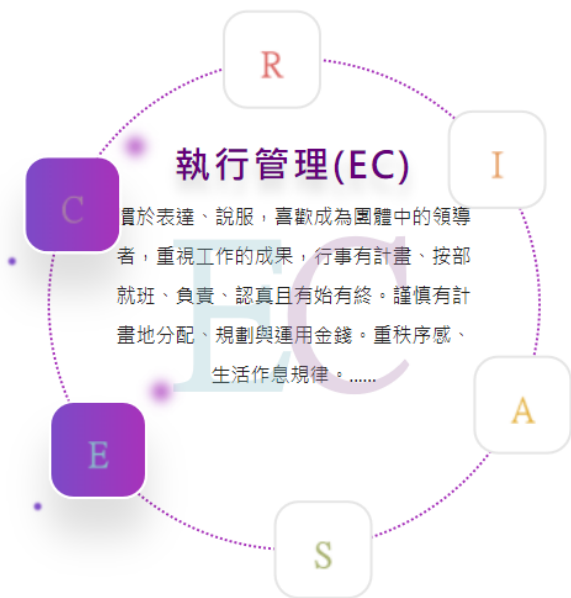 R
I
執行管理(EC)
C
慣於表達、說服，喜歡成為團體中的領導
者，重視工作的成果，行事有計畫、按部
就班、負責、認真且有始有終。謹慎有計
畫地分配、規劃與運用金錢。重秩序感、
生活作息規律。......
EC
A
E
S